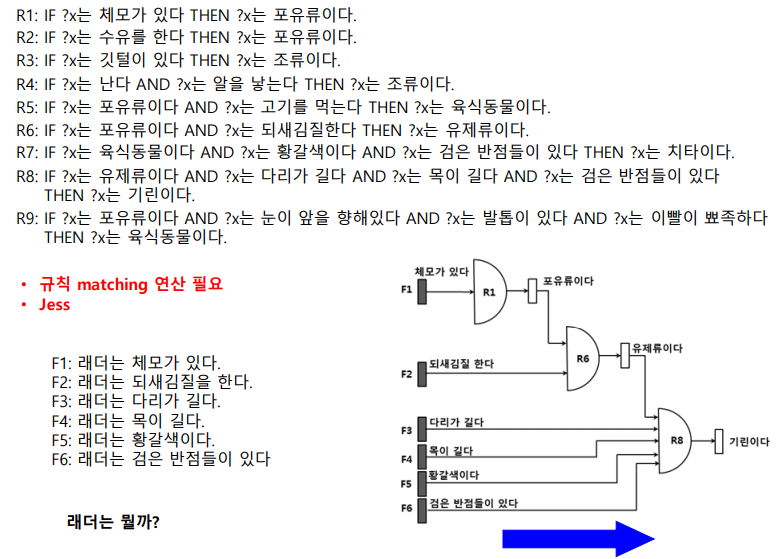 R1: IF ?x는 체모가 있다 THEN ?x는 포유류이다.
R2: IF ?x는 수유를 한다 THEN ?x는 포유류이다.
R3: IF ?x는 깃털이 있다 THEN ?x는 조류이다.
R4: IF ?x는 난다 AND ?x는 알을 낳는다 THEN ?x는 조류이다.
R5: IF ?x는 포유류이다 AND ?x는 고기를 먹는다 THEN ?x는 육식동물이다.
R6: IF ?x는 포유류이다 AND ?x는 되새김질한다 THEN ?x는 유제류이다.
R7: IF ?x는 육식동물이다 AND ?x는 황갈색이다 AND ?x는 검은 반점들이 있다 THEN ?x는 치타이다.
R8: IF ?x는 유제류이다 AND ?x는 다리가 길다 AND ?x는 목이 길다 AND ?x는 검은 반점들이 있다
THEN ?x는 기린이다.
R9: IF ?x는 포유류이다 AND ?x는 눈이 앞을 향해있다 AND ?x는 발톱이 있다 AND ?x는 이빨이 뾰족하다
THEN ?x는 육식동물이다.
• 규칙 matching 연산 필요
• Jess
F1: 래더는 체모가 있다.
F2: 래더는 되새김질을 한다.
F3: 래더는 다리가 길다.
F4: 래더는 목이 길다.
F5: 래더는 황갈색이다.
F6: 래더는 검은 반점들이 있다
래더는 뭘까?
체모가 있다
F1
R1
포유류이다
되새김질 한다
F2
R6
유제류이다
다리가 길다
F3
목이 길다
F4
황갈색이다
F5
검은 반점들이 있다
F6
R8
기린이다